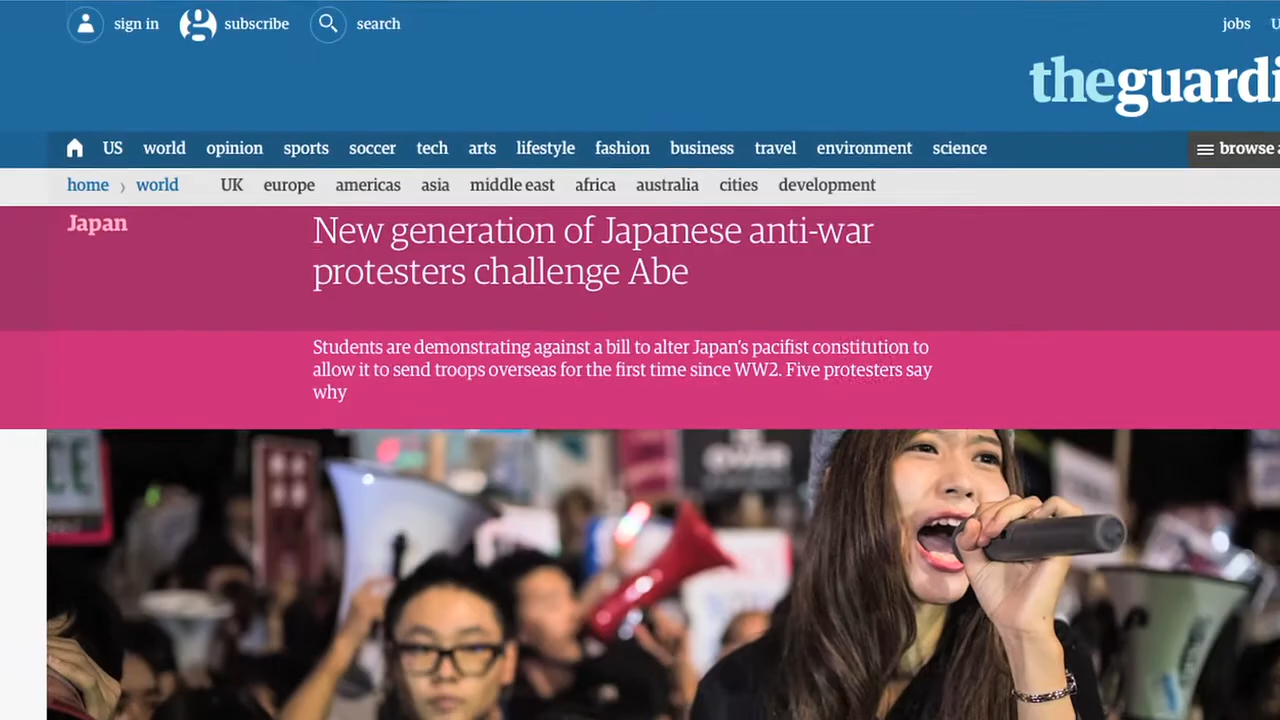 sign in
subscribe
search
jobs
U
theguardi
US
world
opinion
sports
soccer
tech
arts
lifestyle
fashion
business
travel
environment
science
browse a
home
world
UK
europe
americas
asia
middle east
africa
australia
cities
development
Japan
New generation of Japanese anti-war
protesters challenge Abe
Students are demonstrating against a bill to alter Japan's pacifist constitution to
allow it to send troops overseas for the first time since WW2. Five protesters say
why
CE